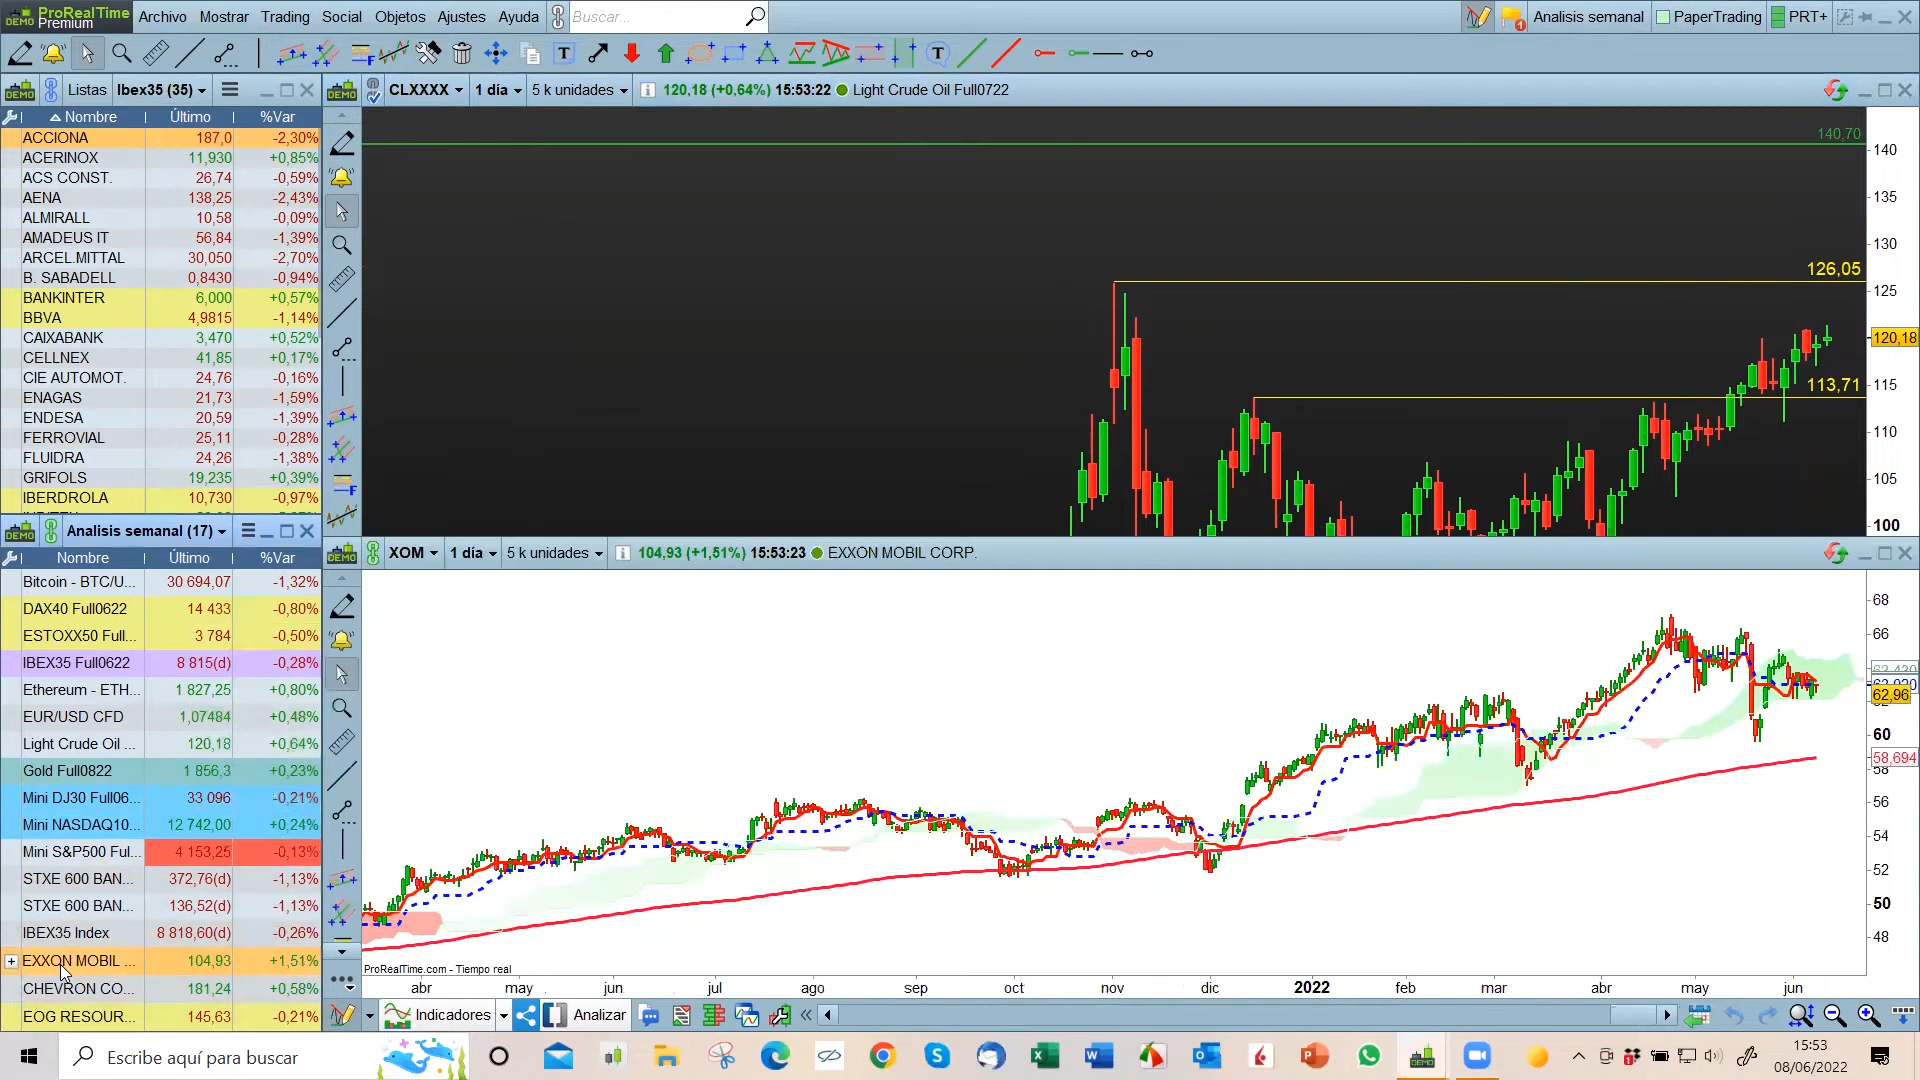 DEMO ProRealTime Premium Archivo Mostrar Trading Social Objetos Ajustes Ayuda Buscar... 1 Analisis semanal PaperTrading PRT+
DEMO Listas Ibex35 (35)
Nombre Último %Var
ACCIONA 187,0 -2,30%
ACERINOX 11,930 +0,85%
ACS CONST. 26,74 -0,59%
AENA 138,25 -2,43%
ALMIRALL 10,58 -0,09%
AMADEUS IT 56,84 -1,39%
ARCEL.MITTAL 30,050 -2,70%
B. SABADELL 0,8430 -0,94%
BANKINTER 6,000 +0,57%
BBVA 4,9815 -1,14%
CAIXABANK 3,470 +0,52%
CELLNEX 41,85 +0,17%
CIE AUTOMOT. 24,76 -0,16%
ENAGAS 21,73 -1,59%
ENDESA 20,59 -1,39%
FERROVIAL 25,11 -0,28%
FLUIDRA 24,26 -1,38%
GRIFOLS 19,235 +0,39%
IBERDROLA 10,730 -0,97%
DEMO Analisis semanal (17)
Nombre Último %Var
Bitcoin - BTC/U... 30 694,07 -1,32%
DAX40 Full0622 14 433 -0,80%
ESTOXX50 Full... 3 784 -0,50%
IBEX35 Full0622 8 815(d) -0,28%
Ethereum - ETH... 1 827,25 +0,80%
EUR/USD CFD 1,07484 +0,48%
Light Crude Oil ... 120,18 +0,64%
Gold Full0822 1 856,3 +0,23%
Mini DJ30 Full06... 33 096 -0,21%
Mini NASDAQ10... 12 742,00 +0,24%
Mini S&P500 Ful... 4 153,25 -0,13%
STXE 600 BAN... 372,76(d) -1,13%
STXE 600 BAN... 136,52(d) -1,13%
IBEX35 Index 8 818,60(d) -0,26%
EXXON MOBIL ... 104,93 +1,51%
CHEVRON CO... 181,24 +0,58%
EOG RESOUR... 145,63 -0,21%
DEMO CLXXXX 1 día 5 k unidades 120,18 (+0,64%) 15:53:22 Light Crude Oil Full0722
140,70
140
135
130
126,05
125
120,18
115
113,71
110
105
100
DEMO XOM 1 día 5 k unidades 104,93 (+1,51%) 15:53:23 EXXON MOBIL CORP.
68
66
62,96
60
58,694
58
56
54
52
50
48
ProRealTime.com - Tiempo real
abr may jun jul ago sep oct nov dic 2022 feb mar abr may jun
Indicadores Analizar
Escribe aquí para buscar
15:53
08/06/2022